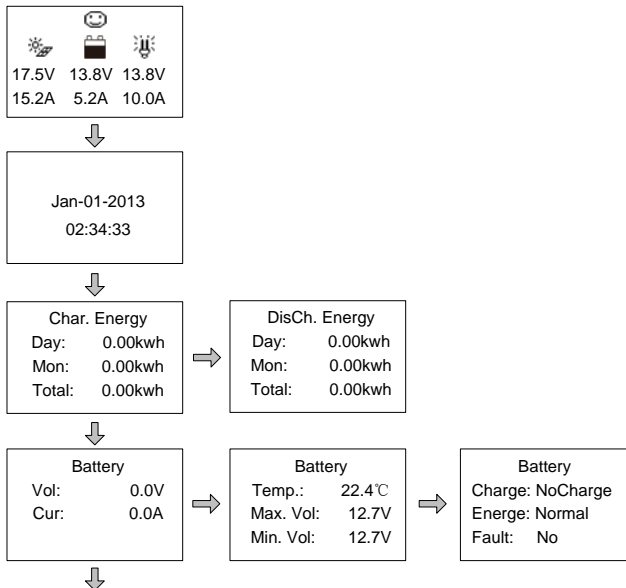 17.5V 13.8V 13.8V
15.2A 5.2A 10.0A
Jan-01-2013
02:34:33
Char. Energy
Day: 0.00kwh
Mon: 0.00kwh
Total: 0.00kwh
DisCh. Energy
Day: 0.00kwh
Mon: 0.00kwh
Total: 0.00kwh
Battery
Vol: 0.0V
Cur: 0.0A
Battery
Temp.: 22.4℃
Max. Vol: 12.7V
Min. Vol: 12.7V
Battery
Charge: NoCharge
Energe: Normal
Fault: No